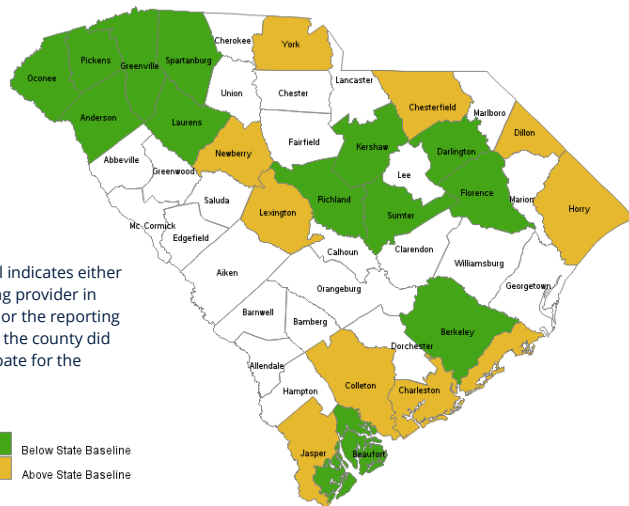 Cherokee
York
Pickens
Spartanburg
Greenville
Oconee
Lancaster
Union
Chester
Chesterfield
Marlboro
Anderson
Laurens
Dillon
Fairfield
Kershaw
Darlington
Newberry
Abbeville
Greenwood
Lee
Florence
Saluda
Richland
Marion
Lexington
Sumter
Horry
Mc Cormick
Edgefield
Calhoun
Clarendon
Williamsburg
Aiken
Georgetown
Orangeburg
Barnwell
Bamberg
Berkeley
Dorchester
Allendale
Colleton
Charleston
Hampton
Jasper
Beaufort
l indicates either
ng provider in
or the reporting
the county did
pate for the
Below State Baseline
Above State Baseline